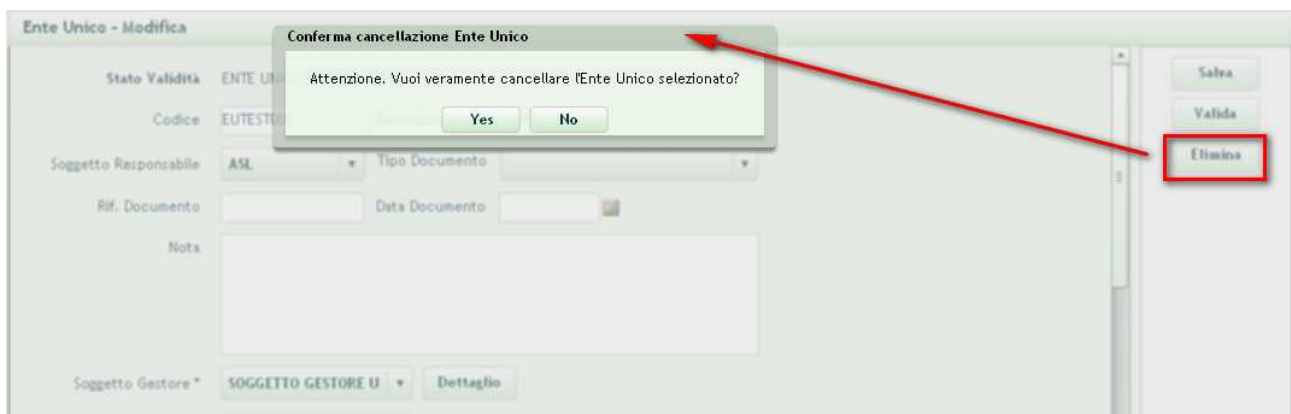 Ente Unico - Modifica
Conferma cancellazione Ente Unico
Attenzione. Vuoi veramente cancellare l'Ente Unico selezionato?
Yes No
Stato Validità ENTE UN
Codice EUTEST
Soggetto Responsabile ASL Tipo Documento
Rif. Documento Data Documento
Nota
Soggetto Gestore * SOGGETTO GESTORE U Dettaglio
Salva
Valida
Elimina